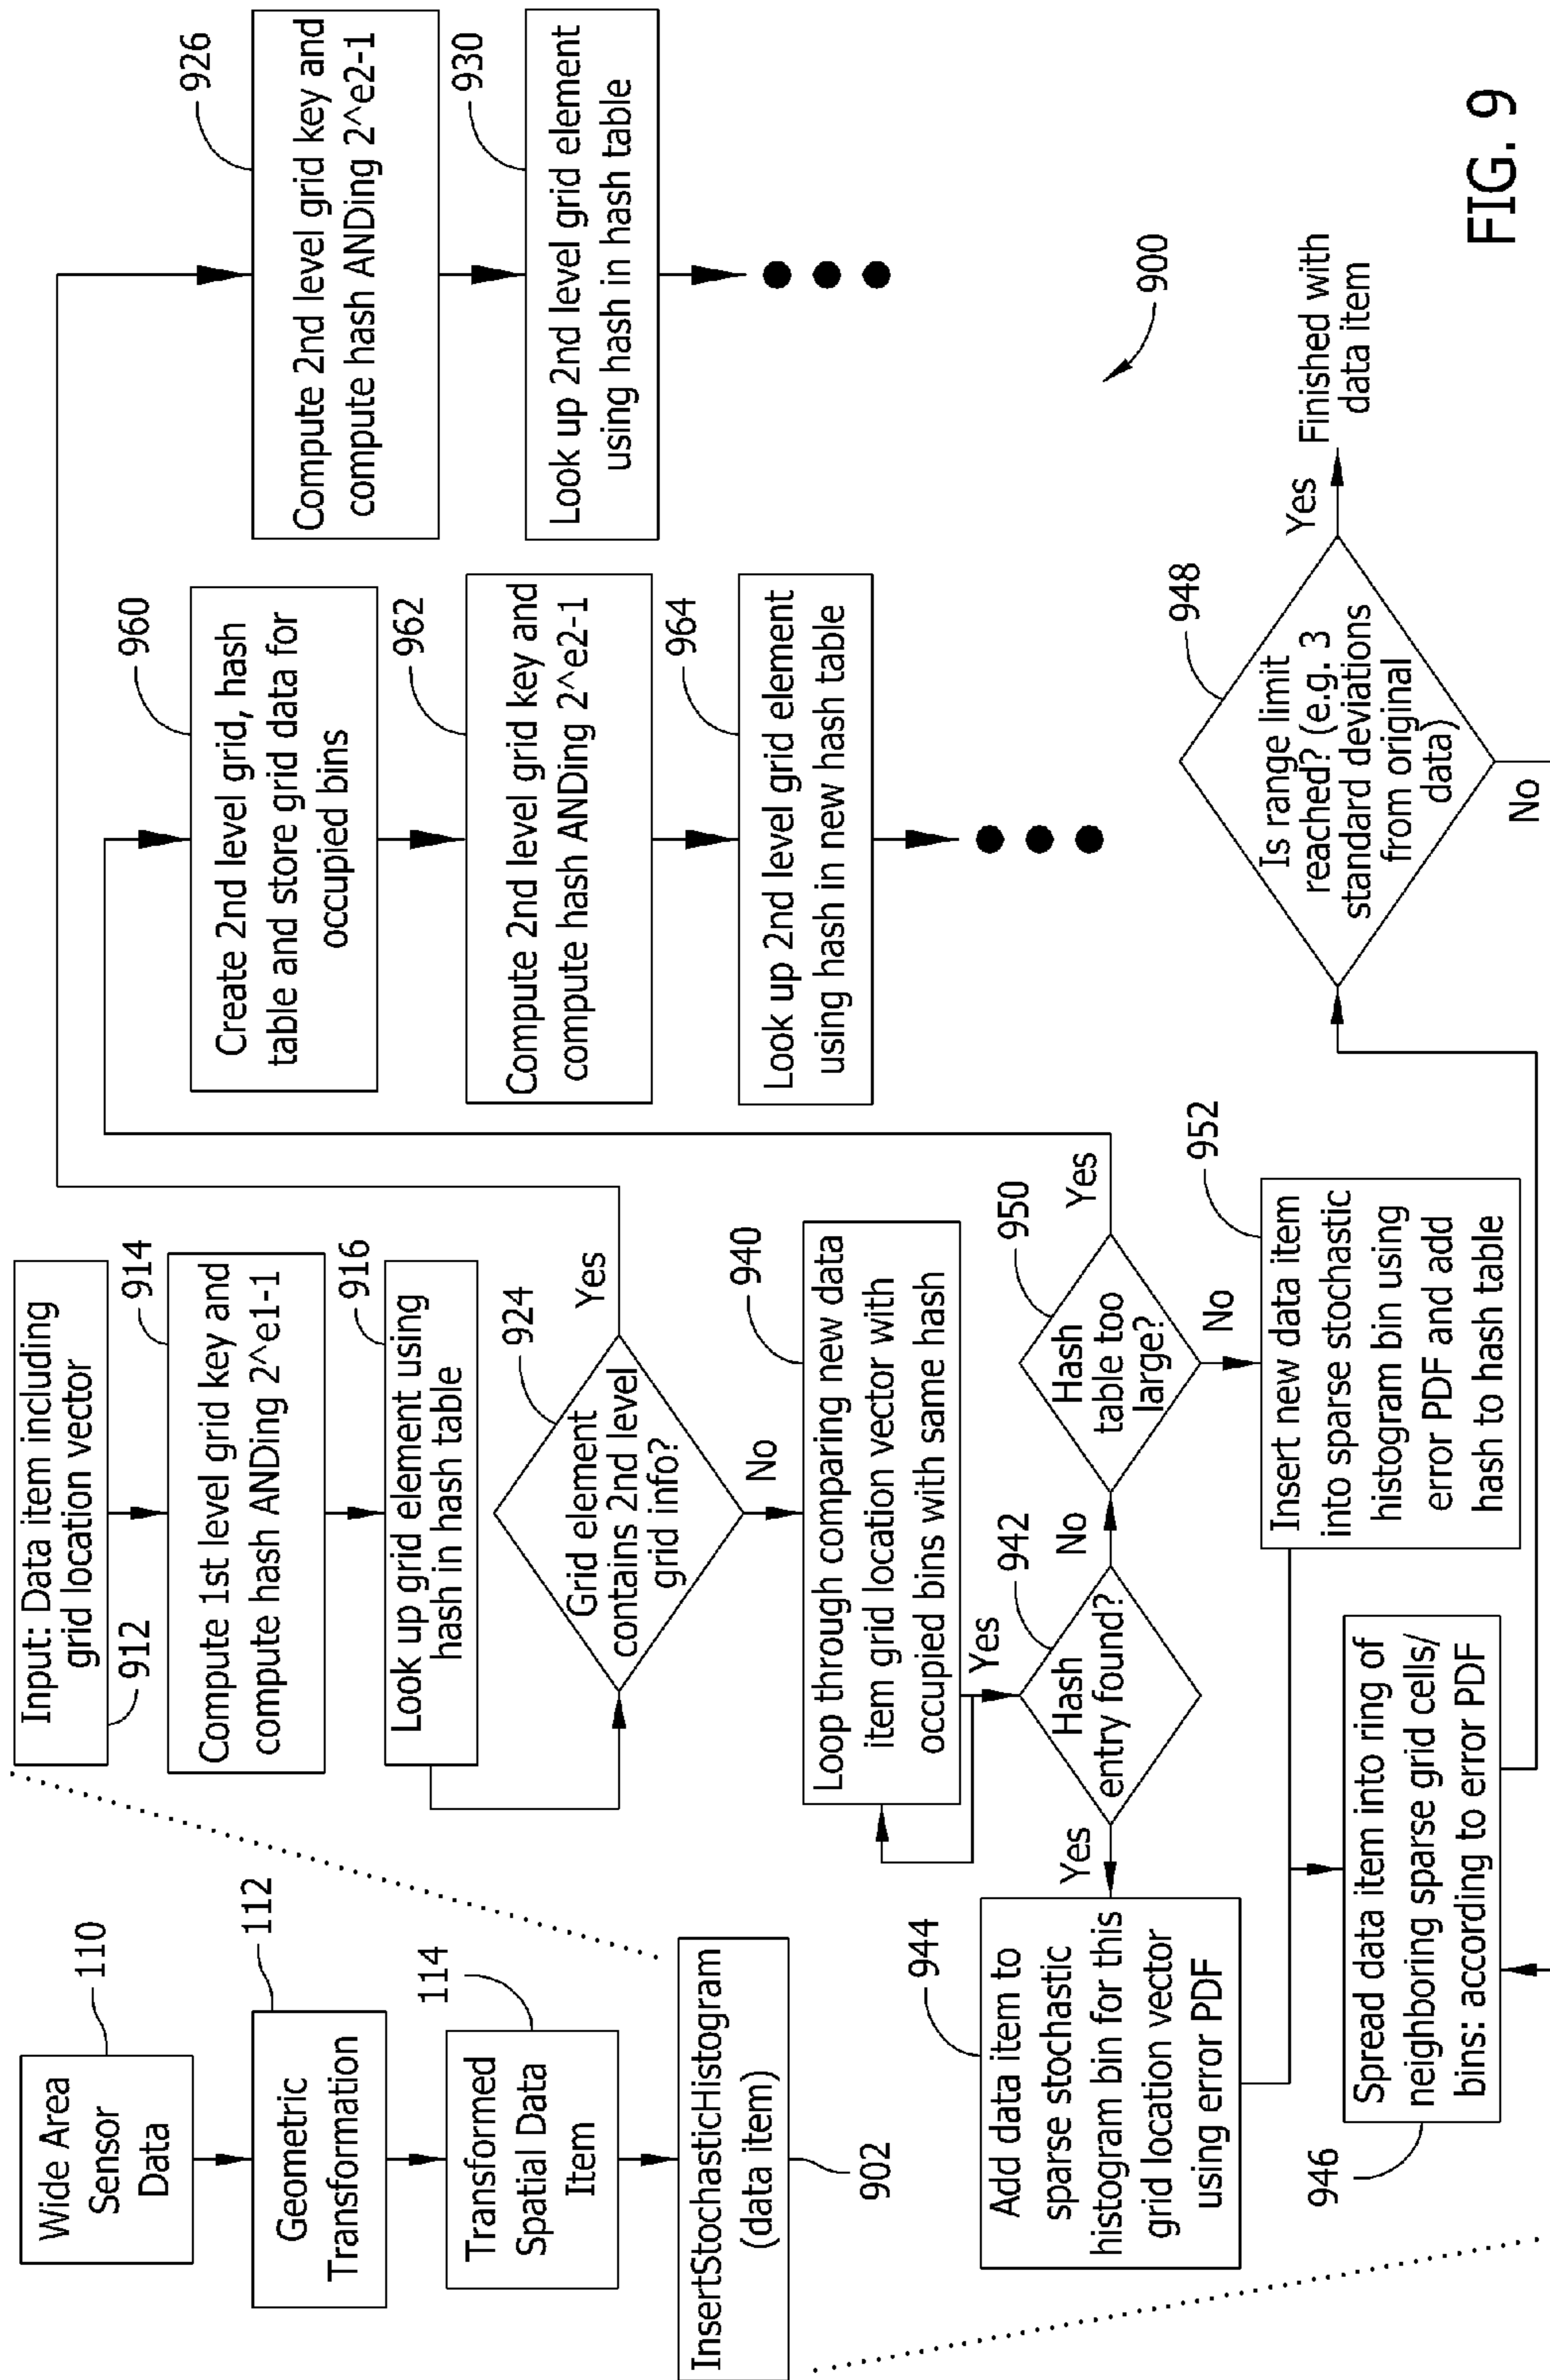 Wide Area
Sensor
Data
110
Geometric
Transformation
112
Transformed
Spatial Data
Item
114
InsertStochasticHistogram
(data item)
902
Input: Data item including
grid location vector
912
Compute 1st level grid key and
compute hash ANDing 2^e1-1
914
Look up grid element using
hash in hash table
916
Grid element
contains 2nd level
grid info?
924
Yes
No
Loop through comparing new data
item grid location vector with
occupied bins with same hash
940
Yes
Hash
entry found?
942
Yes
No
Add data item to
sparse stochastic
histogram bin for this
grid location vector
using error PDF
944
Hash
table too
large?
950
Yes
No
Insert new data item
into sparse stochastic
histogram bin using
error PDF and add
hash to hash table
952
Spread data item into ring of
neighboring sparse grid cells/
bins: according to error PDF
946
Create 2nd level grid, hash
table and store grid data for
occupied bins
960
Compute 2nd level grid key and
compute hash ANDing 2^e2-1
962
Look up 2nd level grid element
using hash in new hash table
964
Compute 2nd level grid key and
compute hash ANDing 2^e2-1
926
Look up 2nd level grid element
using hash in hash table
930
900
Is range limit
reached? (e.g. 3
standard deviations
from original
data)
948
Yes
No
Finished with
data item
FIG. 9